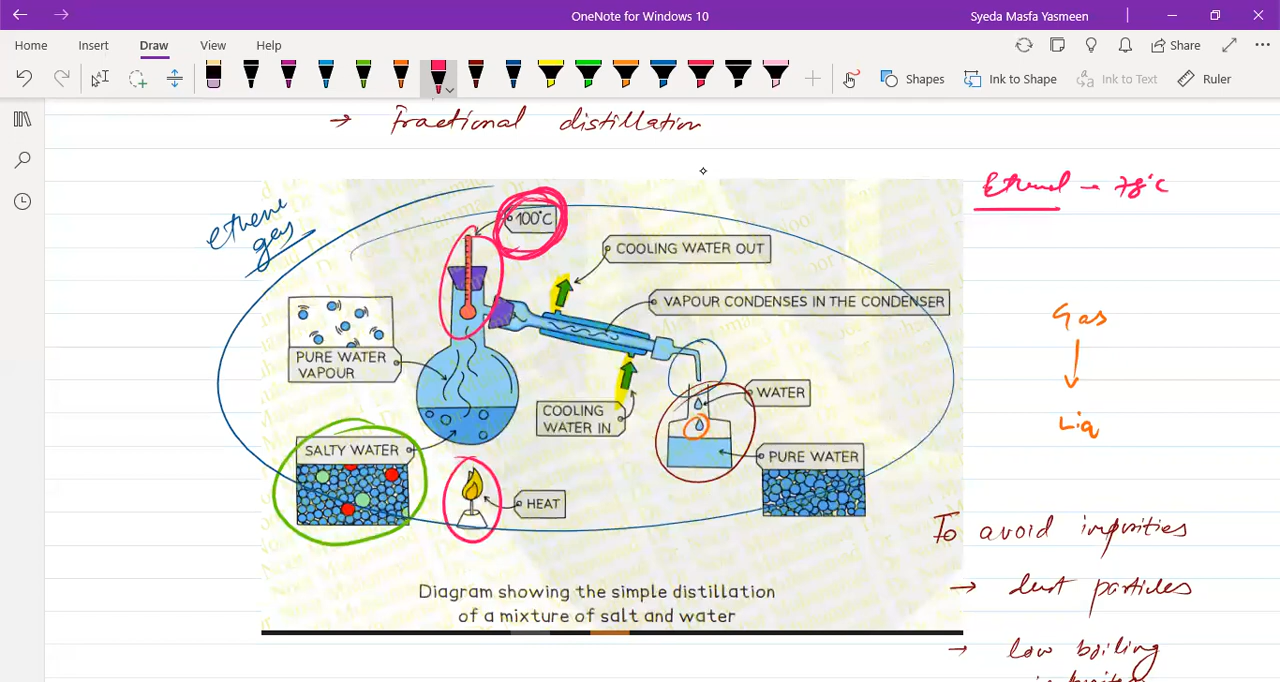 OneNote for Windows 10
Syeda Masfa Yasmeen
Home Insert Draw View Help
Share
Shapes
Ink to Shape
Ink to Text
Ruler
→ Fractional distillation
ethene
gas
100°C
Ethanol - 78°C
COOLING WATER OUT
VAPOUR CONDENSES IN THE CONDENSER
Gas
PURE WATER
VAPOUR
WATER
COOLING
WATER IN
Liq
SALTY WATER
PURE WATER
HEAT
To avoid impurities
→ dust particles
→ low boiling
Diagram showing the simple distillation
of a mixture of salt and water